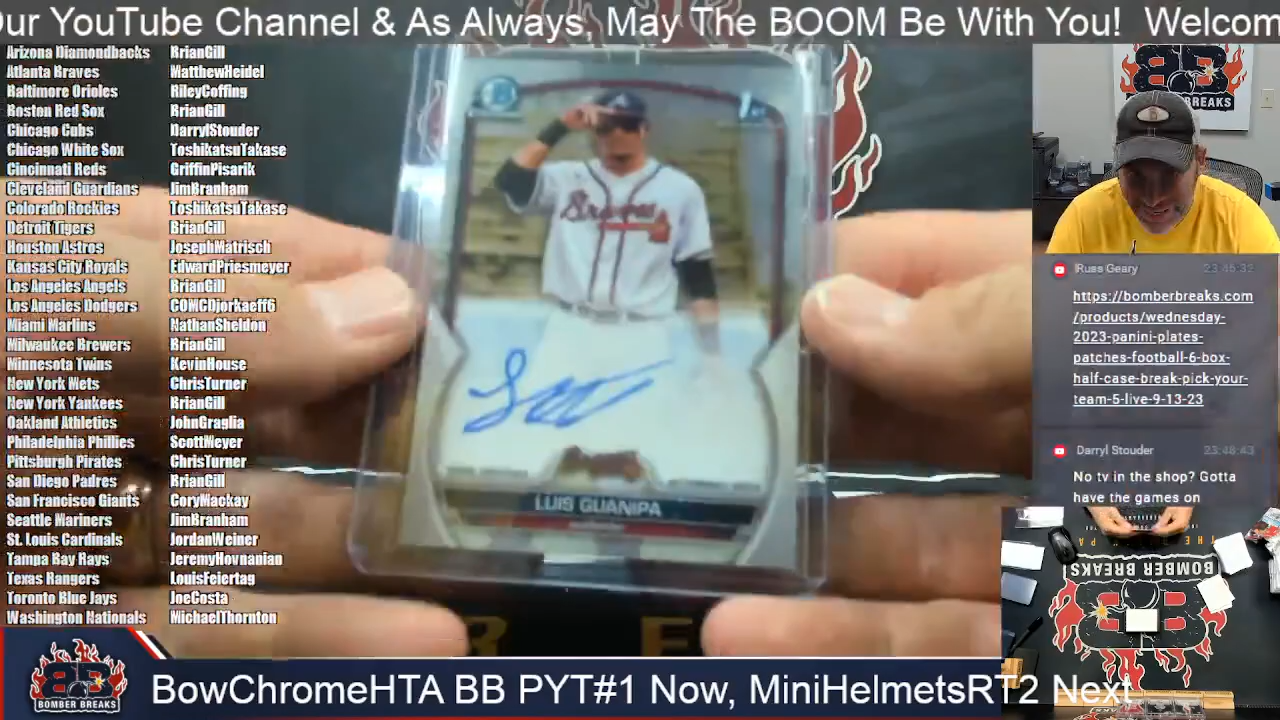 Our YouTube Channel & As Always, May The BOOM Be With You! Welcom
Arizona Diamondbacks BrianGill
Atlanta Braves MatthewHeidel
Baltimore Orioles RileyCoffing
Boston Red Sox BrianGill
Chicago Cubs DarrylStouder
Chicago White Sox ToshikatsuTakase
Cincinnati Reds GriffinPisarik
Cleveland Guardians JimBranham
Colorado Rockies ToshikatsuTakase
Detroit Tigers BrianGill
Houston Astros JosephMatrisch
Kansas City Royals EdwardPriesmeyer
Los Angeles Angels BrianGill
Los Angeles Dodgers COMCDjorkaeff6
Miami Marlins NathanSheldon
Milwaukee Brewers BrianGill
Minnesota Twins KevinHouse
New York Mets ChrisTurner
New York Yankees BrianGill
Oakland Athletics JohnGraglia
Philadelphia Phillies ScottMeyer
Pittsburgh Pirates ChrisTurner
San Diego Padres BrianGill
San Francisco Giants CoryMackay
Seattle Mariners JimBranham
St. Louis Cardinals JordanWeiner
Tampa Bay Rays JeremyHovnanian
Texas Rangers LouisFeiertag
Toronto Blue Jays JoeCosta
Washington Nationals MichaelThornton
Braves
LUIS GUANIPA
BREAKS
Russ Geary 23:45:32
https://bomberbreaks.com
/products/wednesday-
2023-panini-plates-
patches-football-6-box-
half-case-break-pick-your-
team-5-live-9-13-23
Darryl Stouder 23:48:43
No tv in the shop? Gotta
have the games on
BOMBER BREAKS
BB
BOMBER BREAKS
BowChromeHTA BB PYT#1 Now, MiniHelmetsRT2 Next